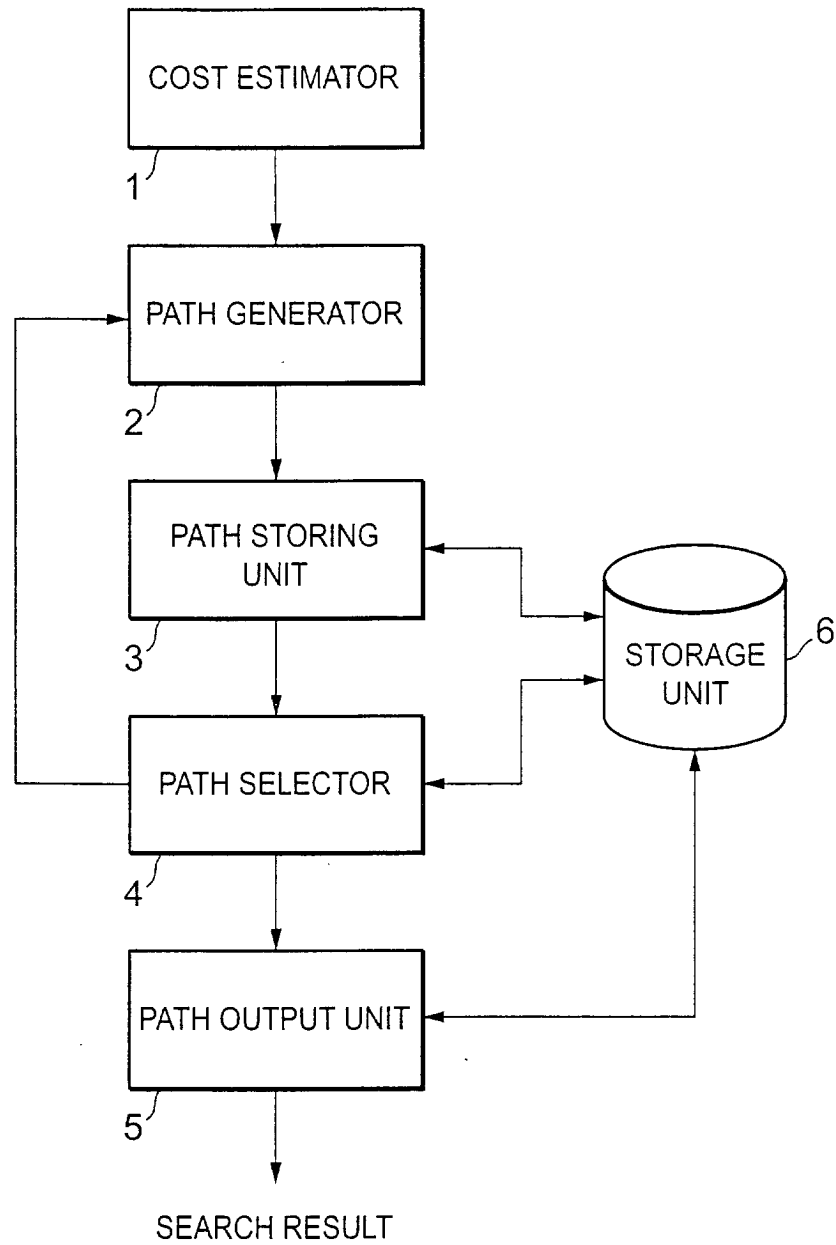 COST ESTIMATOR
1
PATH GENERATOR
2
PATH STORING
UNIT
3
STORAGE
UNIT
6
PATH SELECTOR
4
PATH OUTPUT UNIT
5
SEARCH RESULT